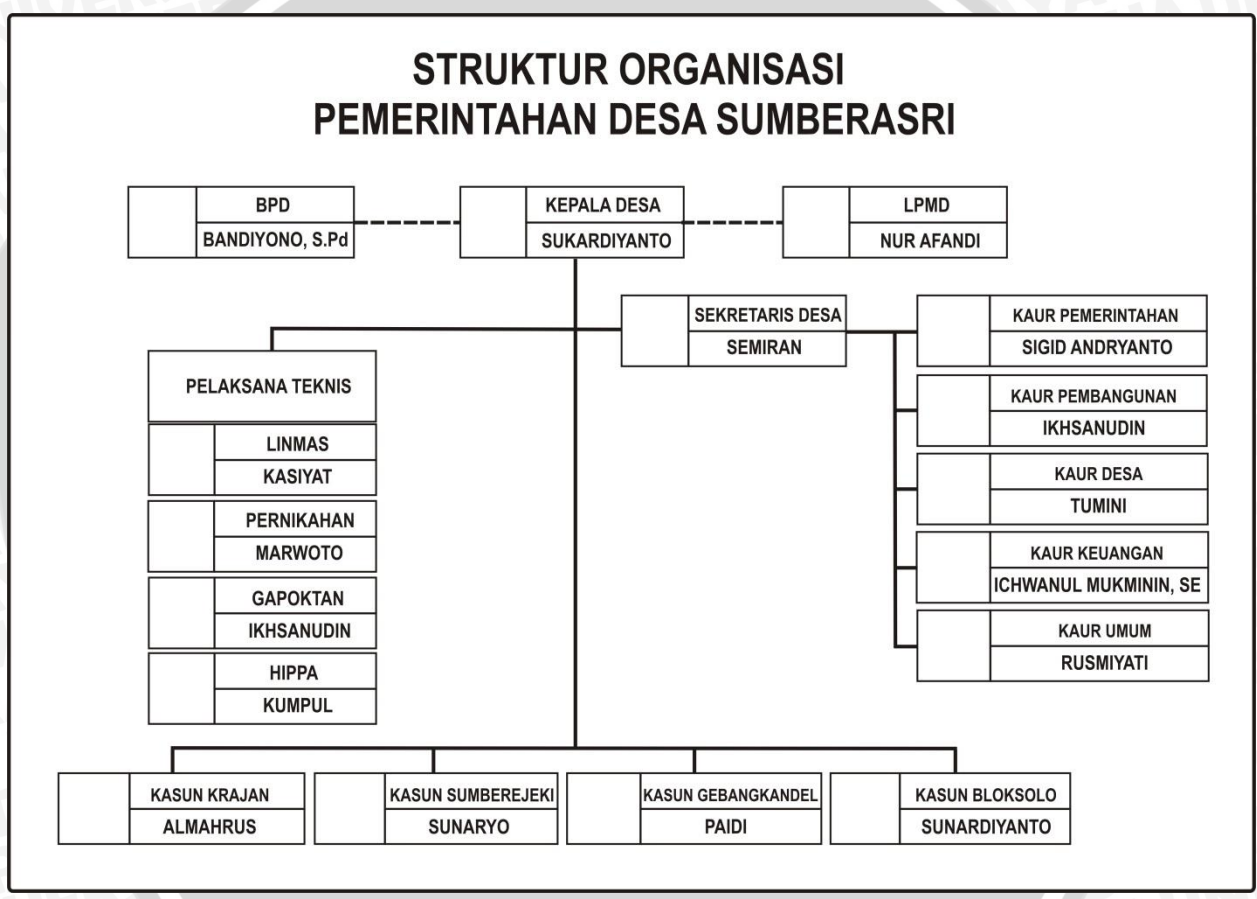 STRUKTUR ORGANISASI
PEMERINTAHAN DESA SUMBERASRI
BPD
BANDIYONO, S.Pd
KEPALA DESA
SUKARDIYANTO
LPMD
NUR AFANDI
SEKRETARIS DESA
SEMIRAN
KAUR PEMERINTAHAN
SIGID ANDRYANTO
KAUR PEMBANGUNAN
IKHSANUDIN
KAUR DESA
TUMINI
KAUR KEUANGAN
ICHWANUL MUKMININ, SE
KAUR UMUM
RUSMIYATI
PELAKSANA TEKNIS
LINMAS
KASIYAT
PERNIKAHAN
MARWOTO
GAPOKTAN
IKHSANUDIN
HIPPA
KUMPUL
KASUN KRAJAN
ALMAHRUS
KASUN SUMBEREJEKI
SUNARYO
KASUN GEBANGKANDEL
PAIDI
KASUN BLOKSOLO
SUNARDIYANTO